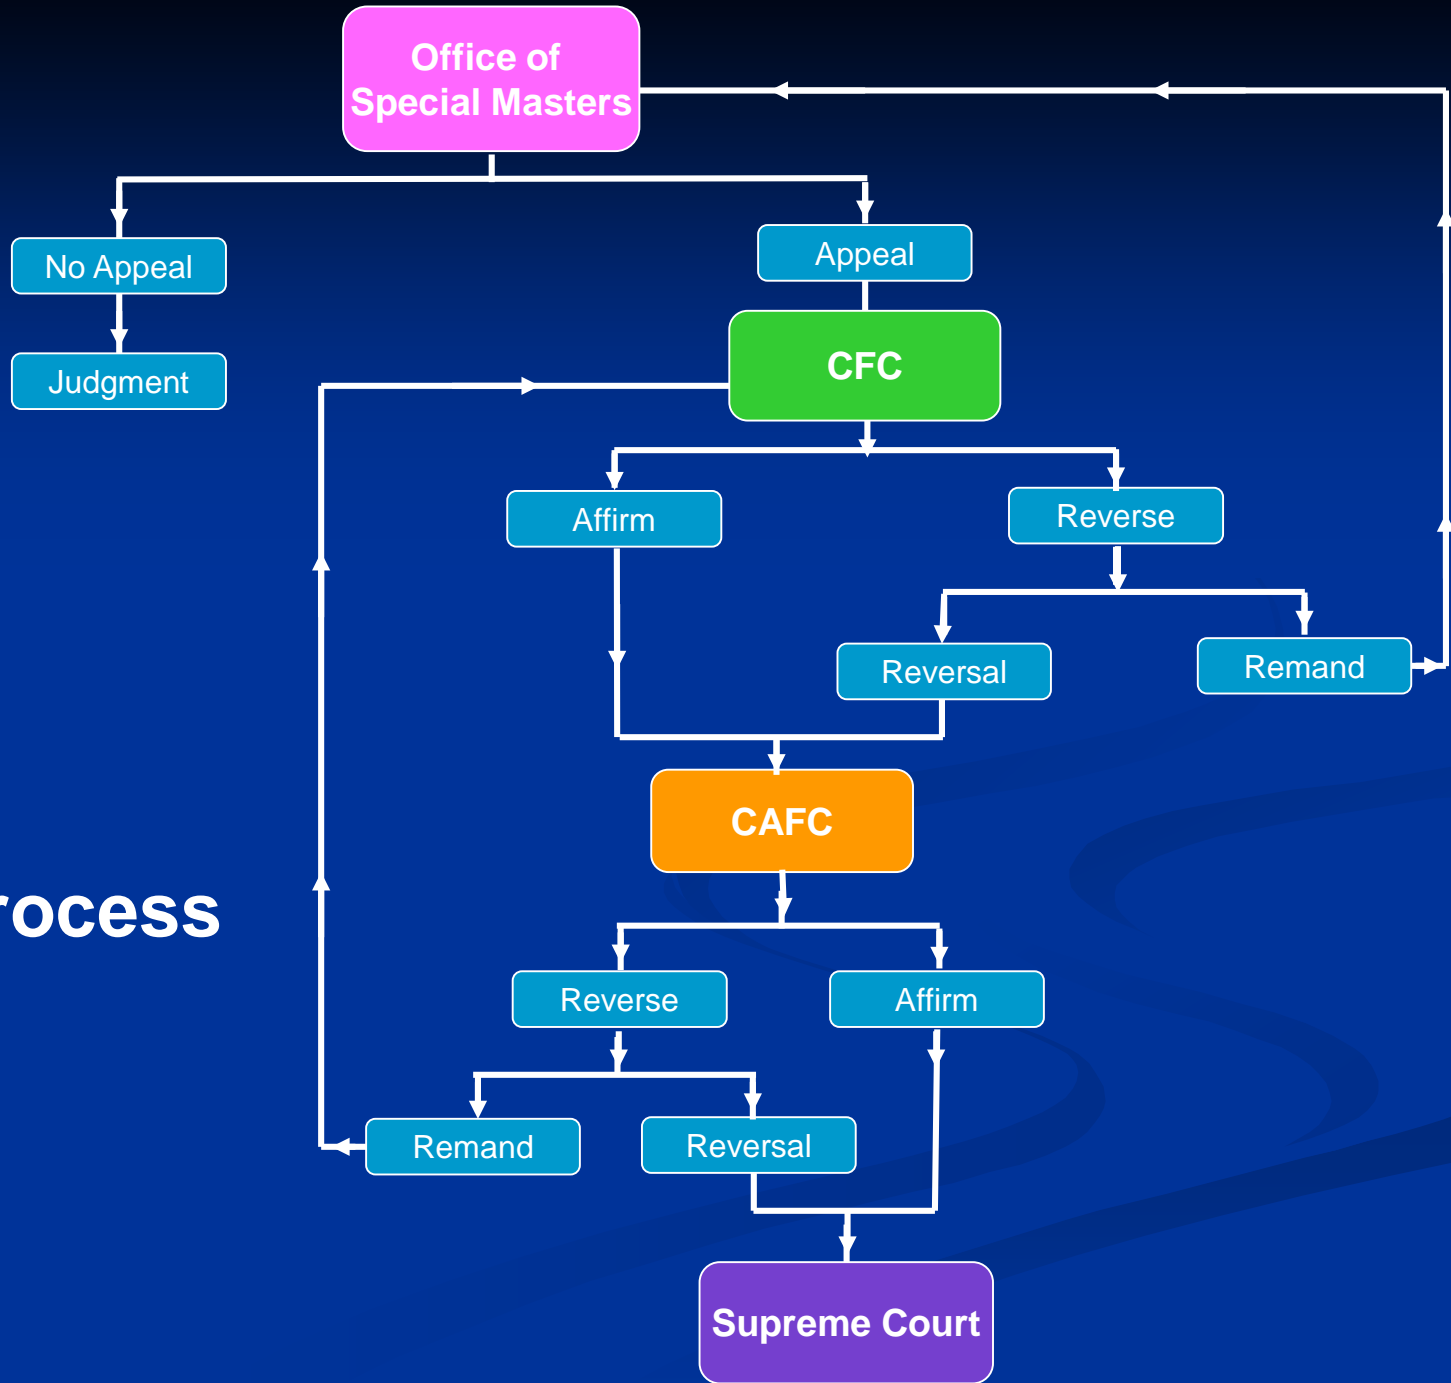 Office of
Special Masters
No Appeal
Appeal
Judgment
CFC
Affirm
Reverse
Reversal
Remand
CAFC
rocess
Reverse
Affirm
Remand
Reversal
Supreme Court